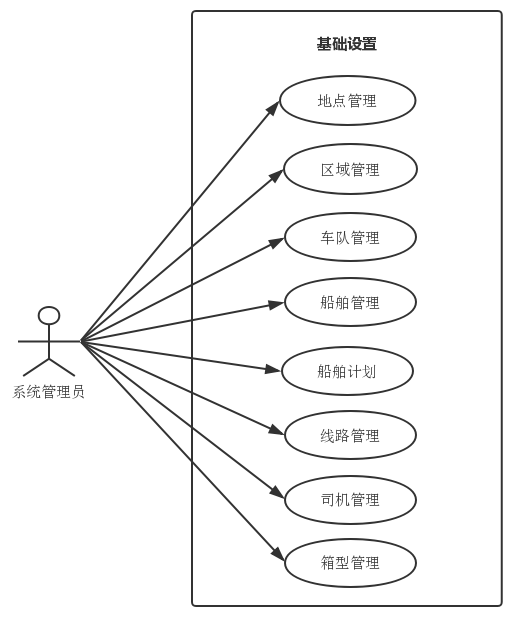 基础设置
地点管理
区域管理
车队管理
船舶管理
船舶计划
系统管理员
线路管理
司机管理
箱型管理